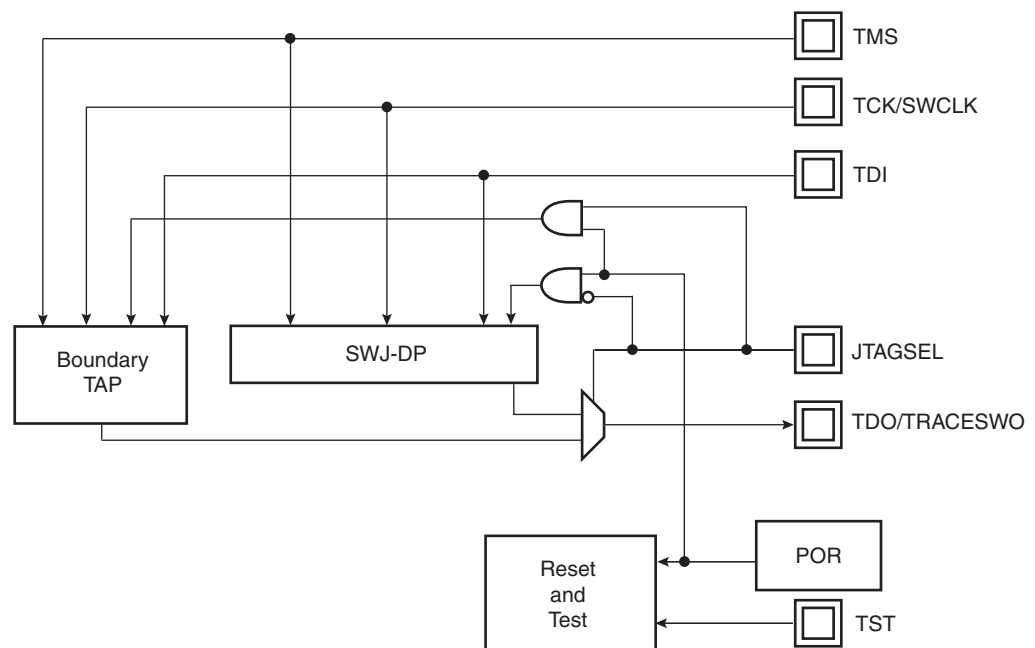 TMS
TCK/SWCLK
TDI
Boundary
TAP
SWJ-DP
JTAGSEL
TDO/TRACESWO
POR
Reset
and
Test
TST